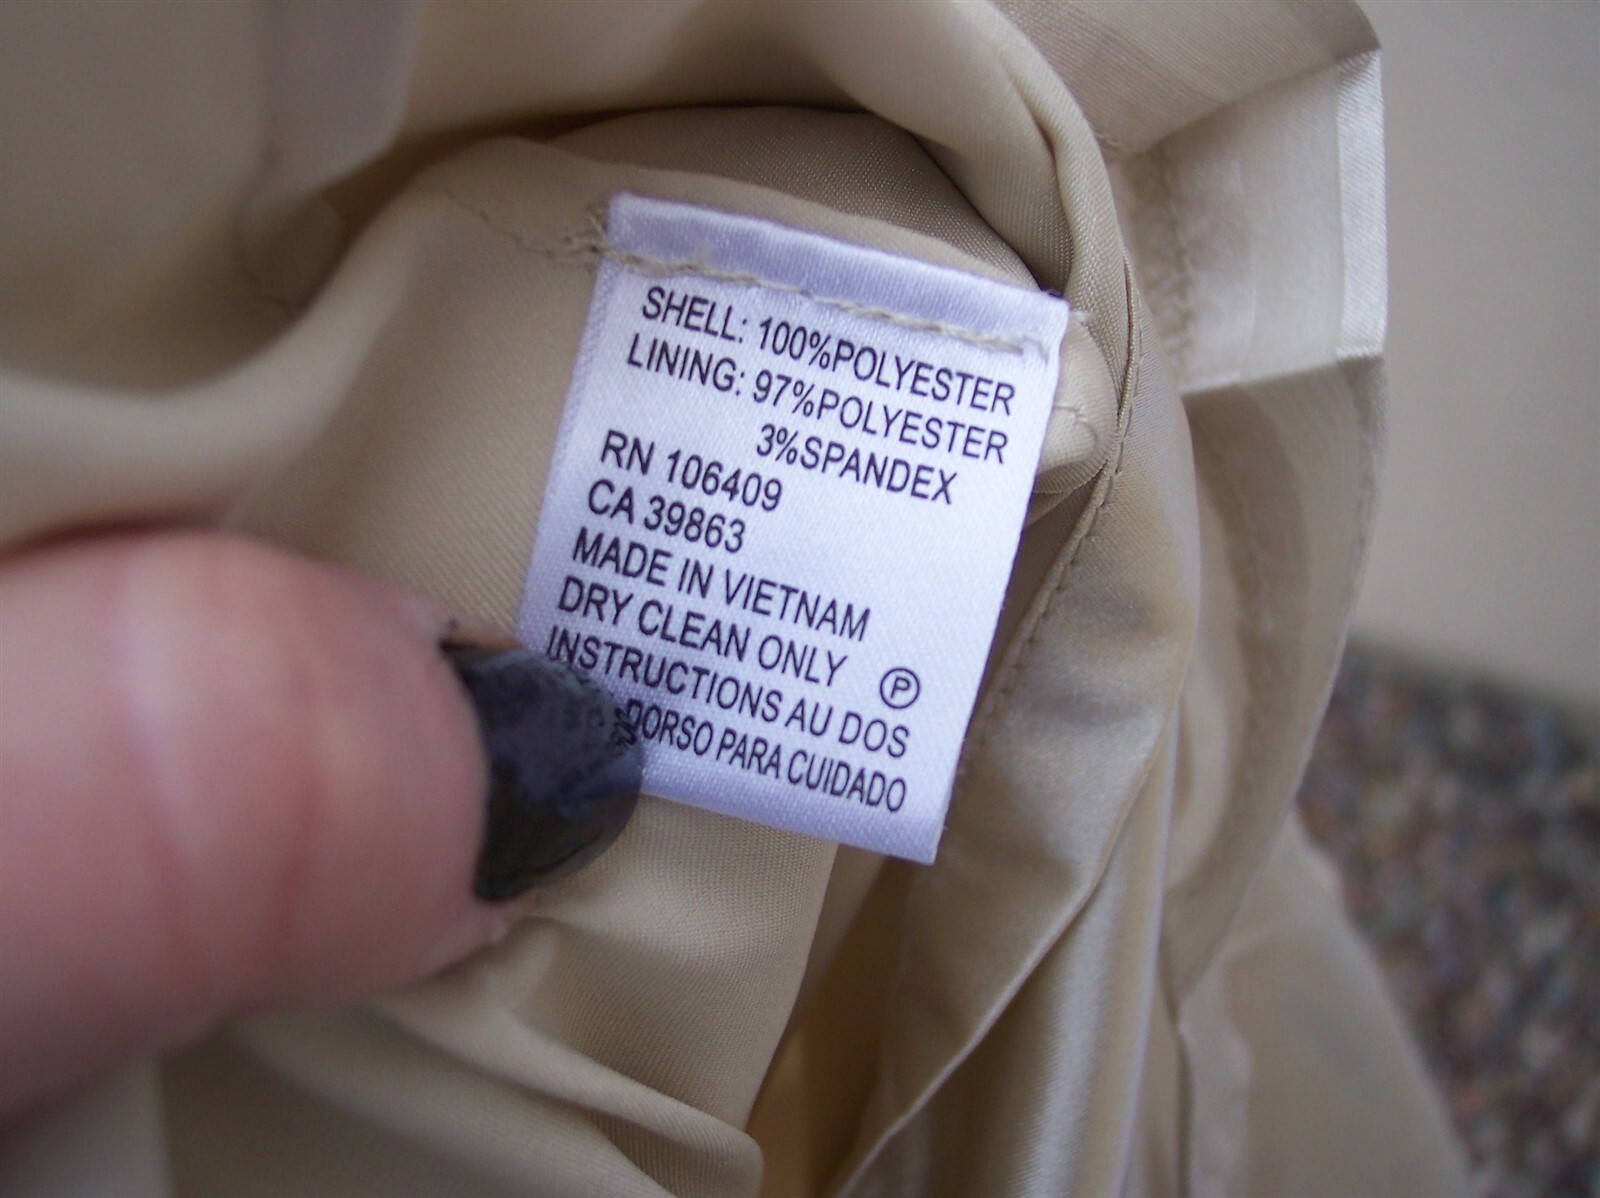 SHELL: 100%POLYESTER
LINING: 97%POLYESTER
3%SPANDEX
RN 106409
CA 39863
MADE IN VIETNAM
DRY CLEAN ONLY Ⓟ
INSTRUCTIONS AU DOS
DORSO PARA CUIDADO